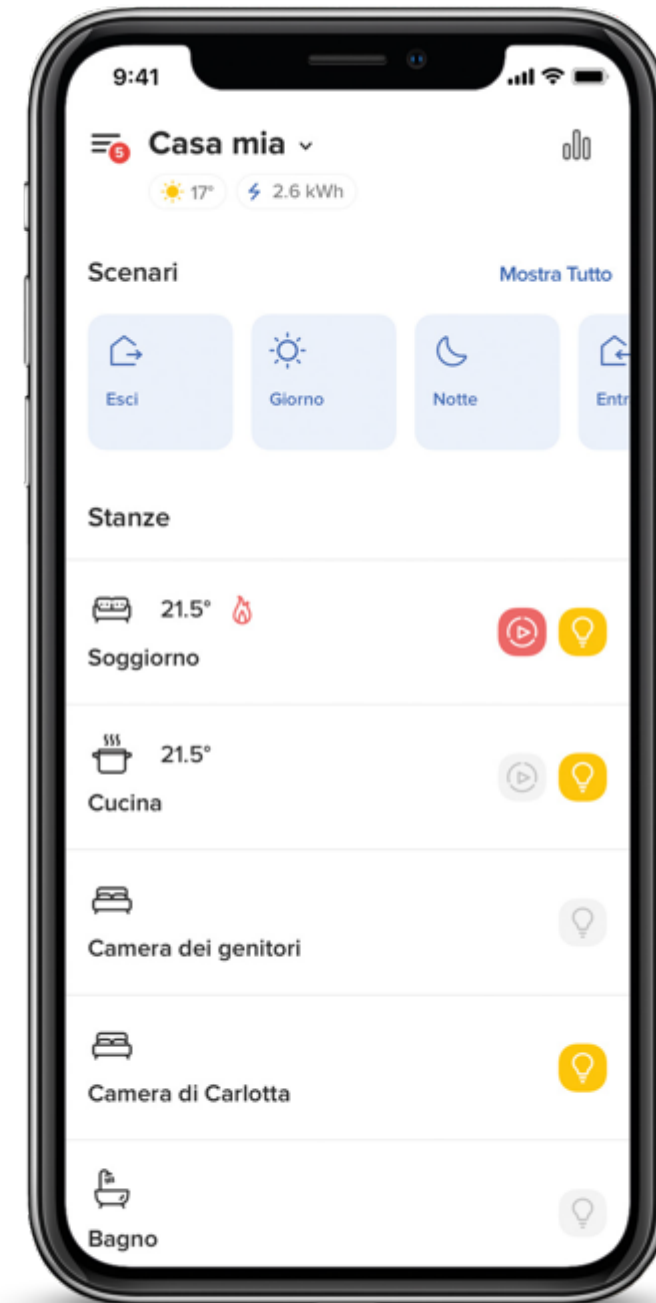 9:41
5
Casa mia
17°
2.6 kWh
Scenari
Mostra Tutto
Esci
Giorno
Notte
Entr
Stanze
21.5°
Soggiorno
21.5°
Cucina
Camera dei genitori
Camera di Carlotta
Bagno